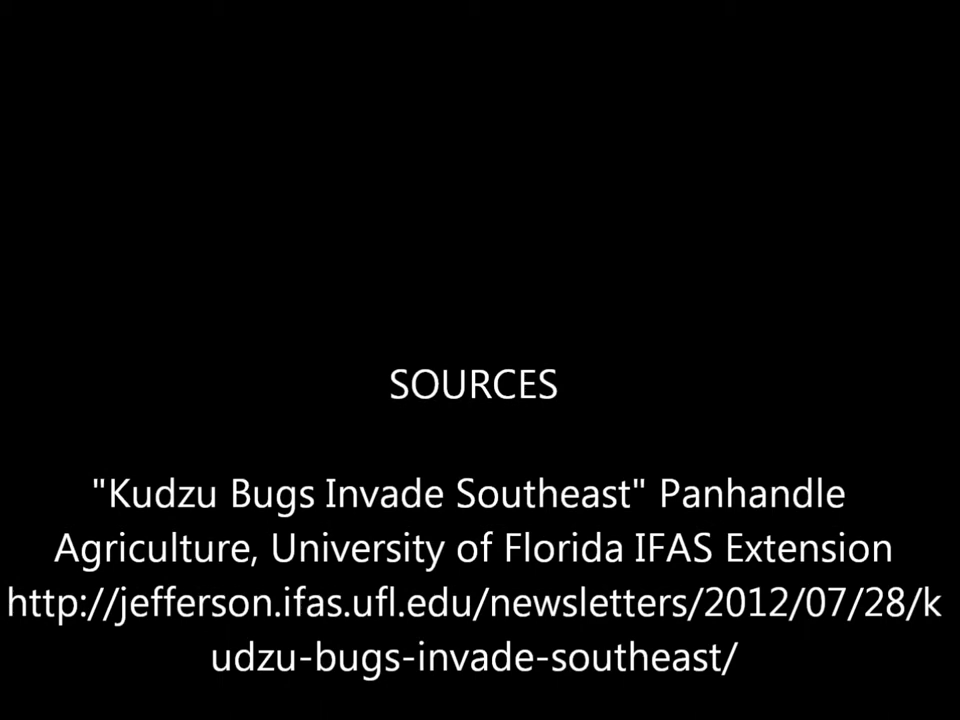 SOURCES
"Kudzu Bugs Invade Southeast" Panhandle
Agriculture, University of Florida IFAS Extension
http://jefferson.ifas.ufl.edu/newsletters/2012/07/28/k
udzu-bugs-invade-southeast/